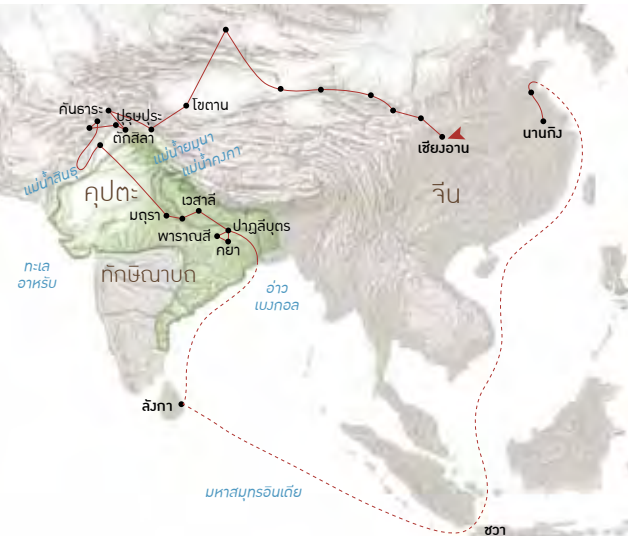 คันธาระ
ปุรุษปุระ
ตักสิลา
โขตาน
เชียงอาน
นานกิง
แม่น้ำยมุนา
แม่น้ำคงคา
แม่น้ำสินธุ
คุปตะ
จีน
เวสาลี
มถุรา
ปาฏลีบุตร
พาราณสี
คยา
ทะเล
อาหรับ
ทักษิณาบถ
อ่าว
เบงกอล
ลังกา
มหาสมุทรอินเดีย
ชวา